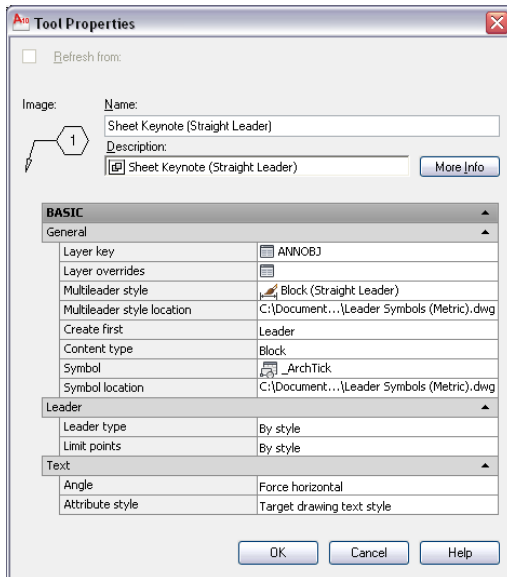 A18 Tool Properties
Refresh from:
Image:
Name:
Sheet Keynote (Straight Leader)
1
Description:
Sheet Keynote (Straight Leader)
More Info
BASIC
General
Layer key ANNOBJ
Layer overrides
Multileader style Block (Straight Leader)
Multileader style location C:\Document...\Leader Symbols (Metric).dwg
Create first Leader
Content type Block
Symbol _ArchTick
Symbol location C:\Document...\Leader Symbols (Metric).dwg
Leader
Leader type By style
Limit points By style
Text
Angle Force horizontal
Attribute style Target drawing text style
OK Cancel Help